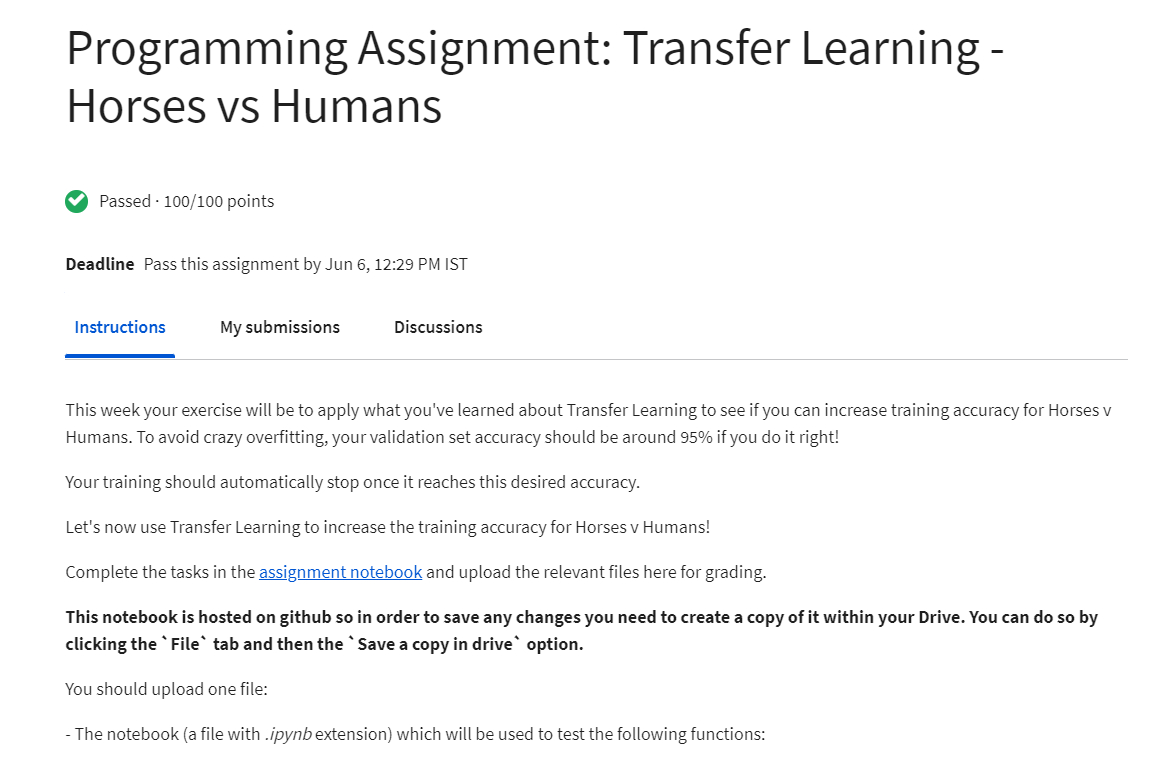 Programming Assignment: Transfer Learning -
Horses vs Humans
Passed · 100/100 points
Deadline Pass this assignment by Jun 6, 12:29 PM IST
Instructions My submissions Discussions
This week your exercise will be to apply what you've learned about Transfer Learning to see if you can increase training accuracy for Horses v
Humans. To avoid crazy overfitting, your validation set accuracy should be around 95% if you do it right!
Your training should automatically stop once it reaches this desired accuracy.
Let's now use Transfer Learning to increase the training accuracy for Horses v Humans!
Complete the tasks in the assignment notebook and upload the relevant files here for grading.
This notebook is hosted on github so in order to save any changes you need to create a copy of it within your Drive. You can do so by
clicking the `File` tab and then the `Save a copy in drive` option.
You should upload one file:
- The notebook (a file with .ipynb extension) which will be used to test the following functions: